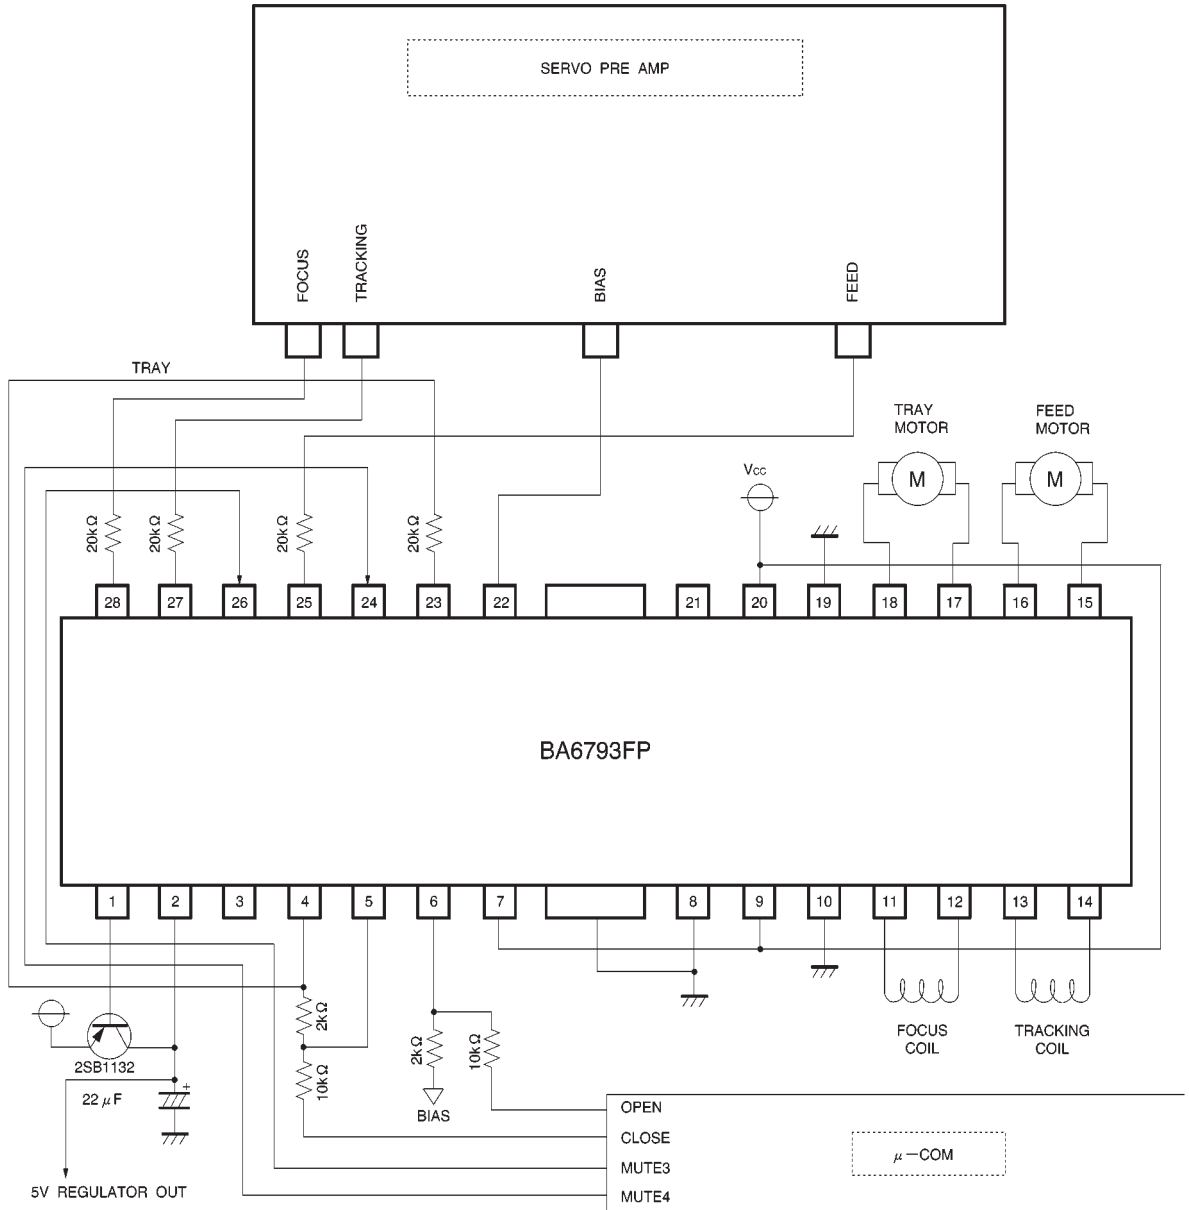 SERVO PRE AMP
FOCUS
TRACKING
BIAS
FEED
TRAY
TRAY MOTOR
FEED MOTOR
M
M
Vcc
20kΩ
20kΩ
20kΩ
20kΩ
28
27
26
25
24
23
22
21
20
19
18
17
16
15
BA6793FP
1
2
3
4
5
6
7
8
9
10
11
12
13
14
2kΩ
10kΩ
2kΩ
10kΩ
BIAS
FOCUS COIL
TRACKING COIL
2SB1132
22 μF
+
5V REGULATOR OUT
OPEN
CLOSE
MUTE3
MUTE4
μ-COM